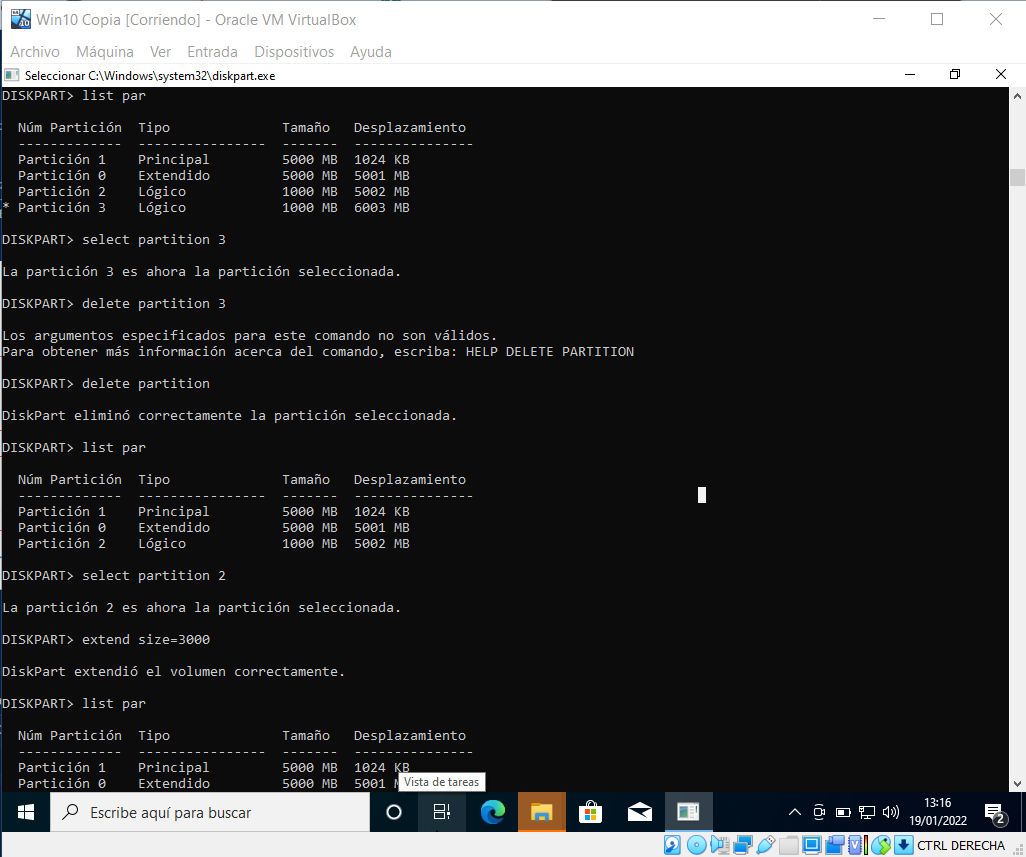 Win10 Copia [Corriendo] - Oracle VM VirtualBox
Archivo Máquina Ver Entrada Dispositivos Ayuda
Seleccionar C:\Windows\system32\diskpart.exe
DISKPART> list par
Núm Partición Tipo Tamaño Desplazamiento
------------- ---------------- ------- ---------------
Partición 1 Principal 5000 MB 1024 KB
Partición 0 Extendido 5000 MB 5001 MB
Partición 2 Lógico 1000 MB 5002 MB
* Partición 3 Lógico 1000 MB 6003 MB
DISKPART> select partition 3
La partición 3 es ahora la partición seleccionada.
DISKPART> delete partition 3
Los argumentos especificados para este comando no son válidos.
Para obtener más información acerca del comando, escriba: HELP DELETE PARTITION
DISKPART> delete partition
DiskPart eliminó correctamente la partición seleccionada.
DISKPART> list par
Núm Partición Tipo Tamaño Desplazamiento
------------- ---------------- ------- ---------------
Partición 1 Principal 5000 MB 1024 KB
Partición 0 Extendido 5000 MB 5001 MB
Partición 2 Lógico 1000 MB 5002 MB
DISKPART> select partition 2
La partición 2 es ahora la partición seleccionada.
DISKPART> extend size=3000
DiskPart extendió el volumen correctamente.
DISKPART> list par
Núm Partición Tipo Tamaño Desplazamiento
------------- ---------------- ------- ---------------
Partición 1 Principal 5000 MB 1024 KB
Partición 0 Extendido 5000 MB 5001
Vista de tareas
Escribe aquí para buscar
13:16
19/01/2022
2
CTRL DERECHA